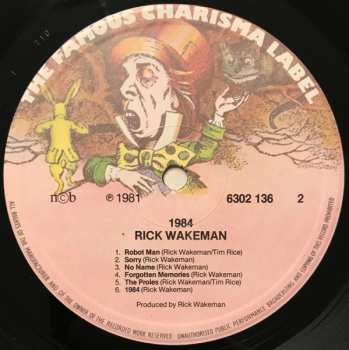 THE FAMOUS CHARISMA LABEL
n©b
℗ 1981
6302 136
2
1984
RICK WAKEMAN
1. Robot Man (Rick Wakeman/Tim Rice)
2. Sorry (Rick Wakeman)
3. No Name (Rick Wakeman)
4. Forgotten Memories (Rick Wakeman)
5. The Proles (Rick Wakeman)
6. 1984 (Rick Wakeman)
Produced by Rick Wakeman
ALL RIGHTS OF THE MANUFACTURER AND OF THE OWNER OF THE RECORDED WORK RESERVED UNAUTHORISED PUBLIC PERFORMANCE, BROADCASTING AND COPYING OF THIS RECORD PROHIBITED